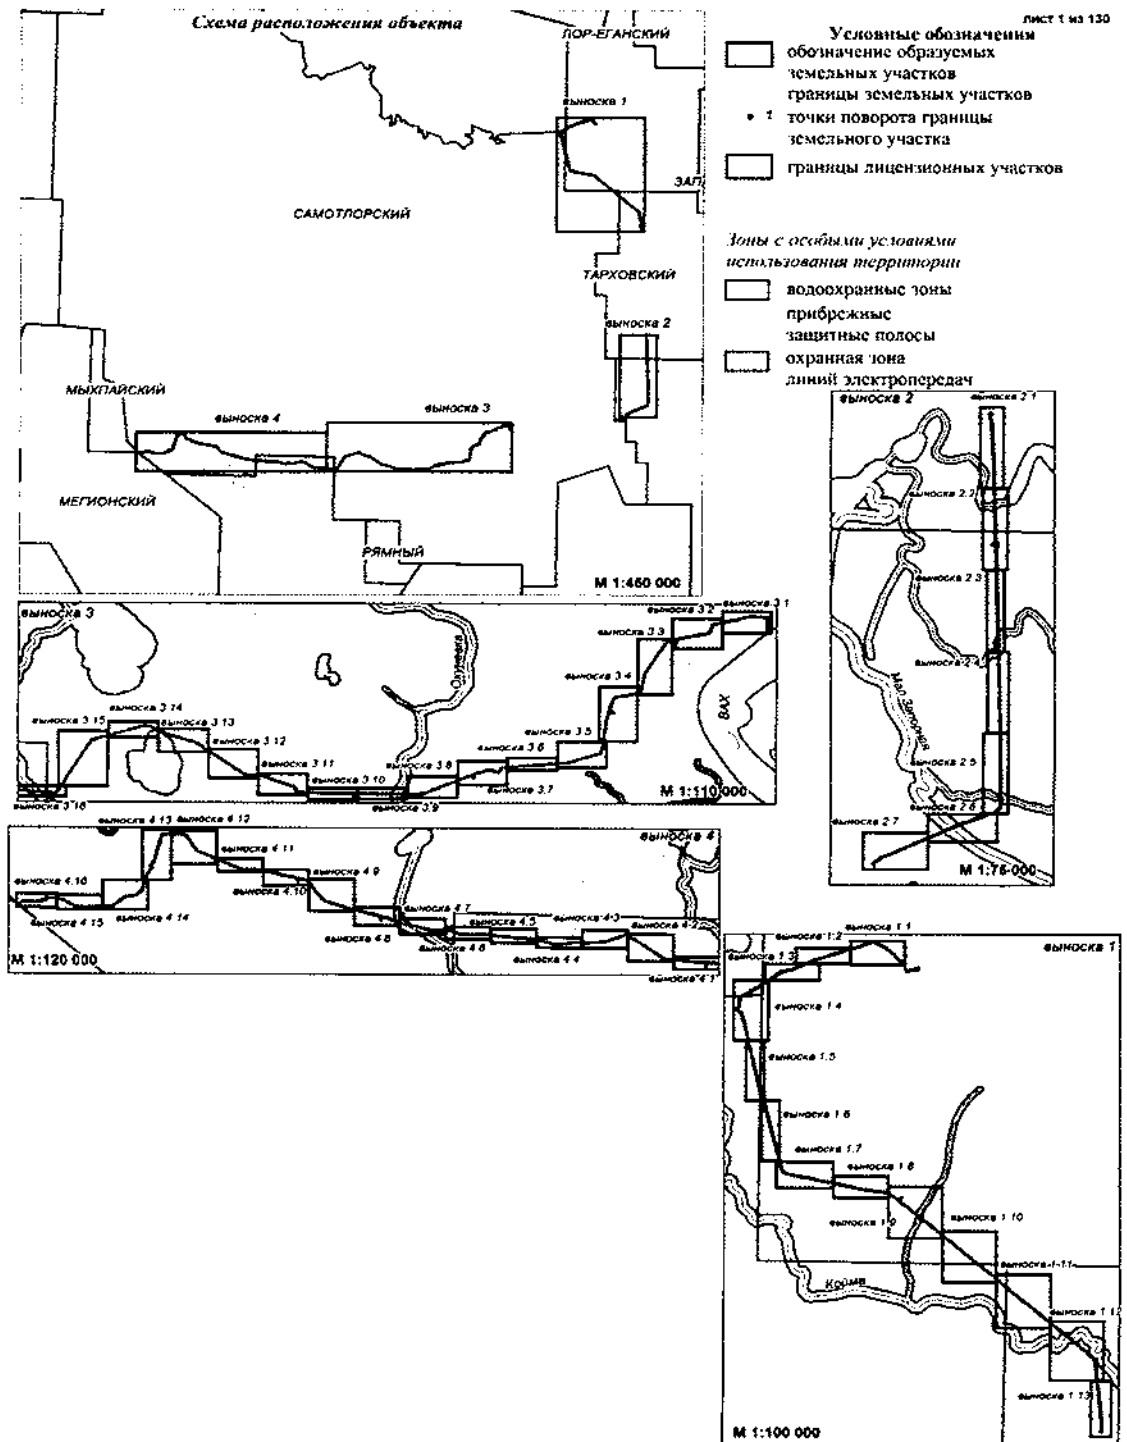 лист 1 из 130
Схема расположения объекта
ЛОР-ЕГАНСКИЙ
выноска 1
ЗАП
САМОТЛОРСКИЙ
ТАРХОВСКИЙ
выноска 2
МЫХПАЙСКИЙ
выноска 4
выноска 3
МЕГИОНСКИЙ
РЯМНЫЙ
М 1:450 000
Условные обозначения
обозначение образуемых
земельных участков
границы земельных участков
1 точки поворота границы
земельного участка
границы лицензионных участков
Зоны с особыми условиями
использования территории
водоохранные зоны
прибрежные
защитные полосы
охранная зона
линий электропередач
выноска 2
выноска 2.1
выноска 2.2
выноска 2.3
выноска 2.4
Мал Запорная
выноска 2.5
выноска 2.6
выноска 2.7
М 1:75 000
выноска 3
Окуневка
ВАХ
выноска 3.1
выноска 3.2
выноска 3.3
выноска 3.4
выноска 3.5
выноска 3.6
выноска 3.7
выноска 3.8
выноска 3.9
выноска 3.10
выноска 3.11
выноска 3.12
выноска 3.13
выноска 3.14
выноска 3.15
выноска 3.16
М 1:110 000
выноска 4
выноска 4.1
выноска 4.2
выноска 4.3
выноска 4.4
выноска 4.5
выноска 4.6
выноска 4.7
выноска 4.8
выноска 4.9
выноска 4.10
выноска 4.11
выноска 4.12
выноска 4.13
выноска 4.14
выноска 4.15
выноска 4.16
М 1:120 000
выноска 1
выноска 1.1
выноска 1.2
выноска 1.3
выноска 1.4
выноска 1.5
выноска 1.6
выноска 1.7
выноска 1.8
выноска 1.9
выноска 1.10
выноска 1.11
выноска 1.12
выноска 1.13
М 1:100 000